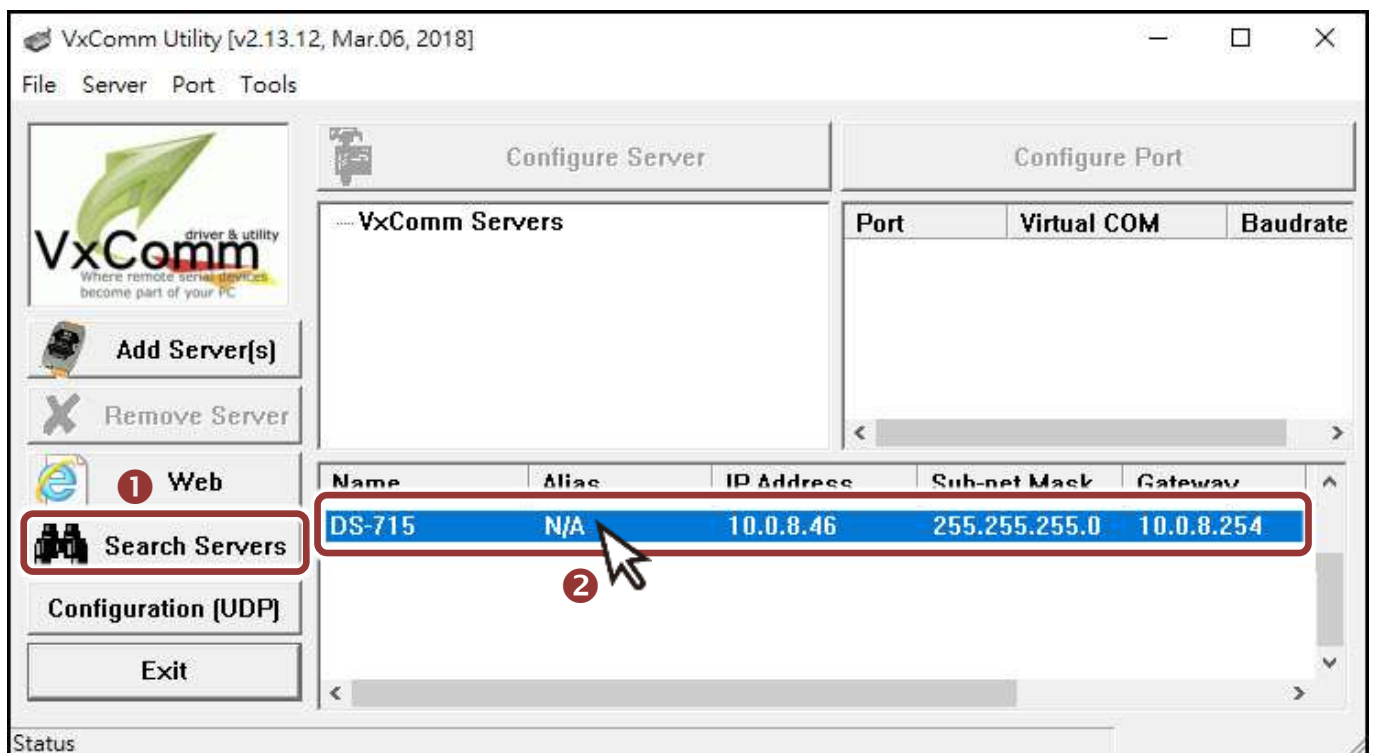 VxComm Utility [v2.13.12, Mar.06, 2018]
File Server Port Tools
VxComm
driver & utility
Where remote serial devices
become part of your PC
Configure Server
Configure Port
VxComm Servers
Port Virtual COM Baudrate
Add Server(s)
Remove Server
1 Web
Search Servers
Configuration (UDP)
Exit
Name Alias IP Address Sub-net Mask Gateway
DS-715 N/A 10.0.8.46 255.255.255.0 10.0.8.254
2
Status